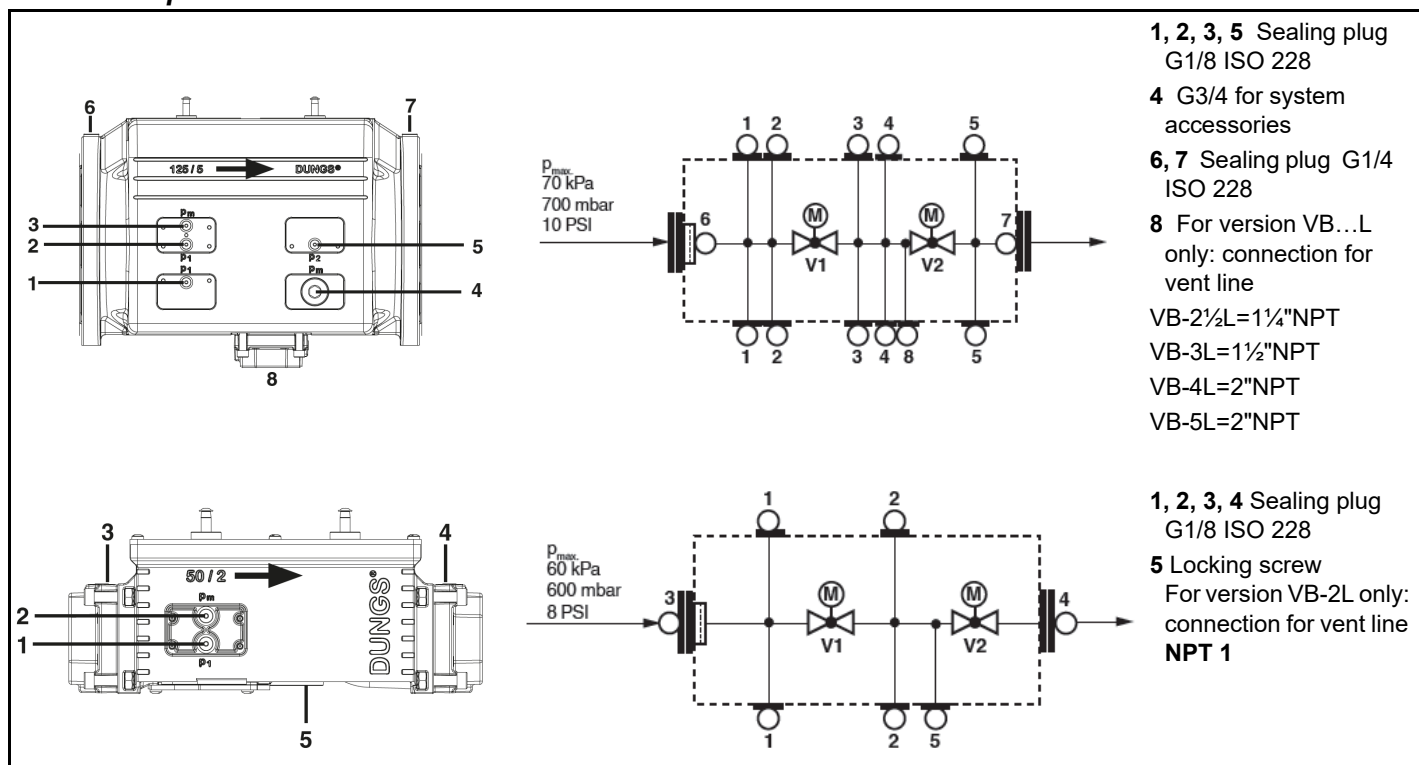 6
7
125 / 5
DUNGS®
3
Pm
2
P1
P1
1
P2
5
Pm
4
8
1 2 3 4 5
pmax.
70 kPa
700 mbar
10 PSI
6
M
V1
M
V2
7
1 2 3 4 8 5
1, 2, 3, 5 Sealing plug
G1/8 ISO 228
4 G3/4 for system
accessories
6, 7 Sealing plug G1/4
ISO 228
8 For version VB…L
only: connection for
vent line
VB-2½L=1¼"NPT
VB-3L=1½"NPT
VB-4L=2"NPT
VB-5L=2"NPT
3
4
50 / 2
Pm
2
1
P1
DUNGS®
5
1 2
pmax.
60 kPa
600 mbar
8 PSI
3
M
V1
M
V2
4
1 2 5
1, 2, 3, 4 Sealing plug
G1/8 ISO 228
5 Locking screw
For version VB-2L only:
connection for vent line
NPT 1